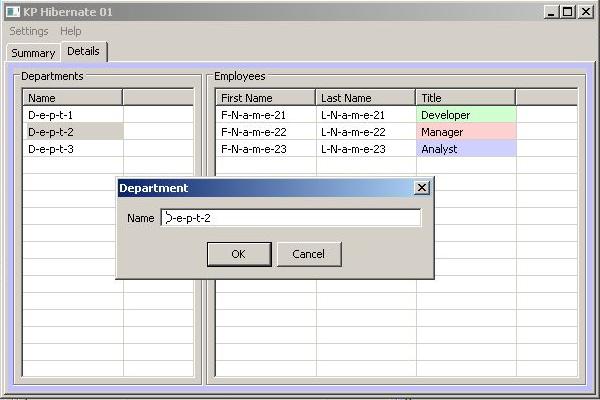 KP Hibernate 01
Settings Help
Summary Details
Departments Employees
Name First Name Last Name Title
D-e-p-t-1 F-N-a-m-e-21 L-N-a-m-e-21 Developer
D-e-p-t-2 F-N-a-m-e-22 L-N-a-m-e-22 Manager
D-e-p-t-3 F-N-a-m-e-23 L-N-a-m-e-23 Analyst
Department
Name D-e-p-t-2
OK Cancel